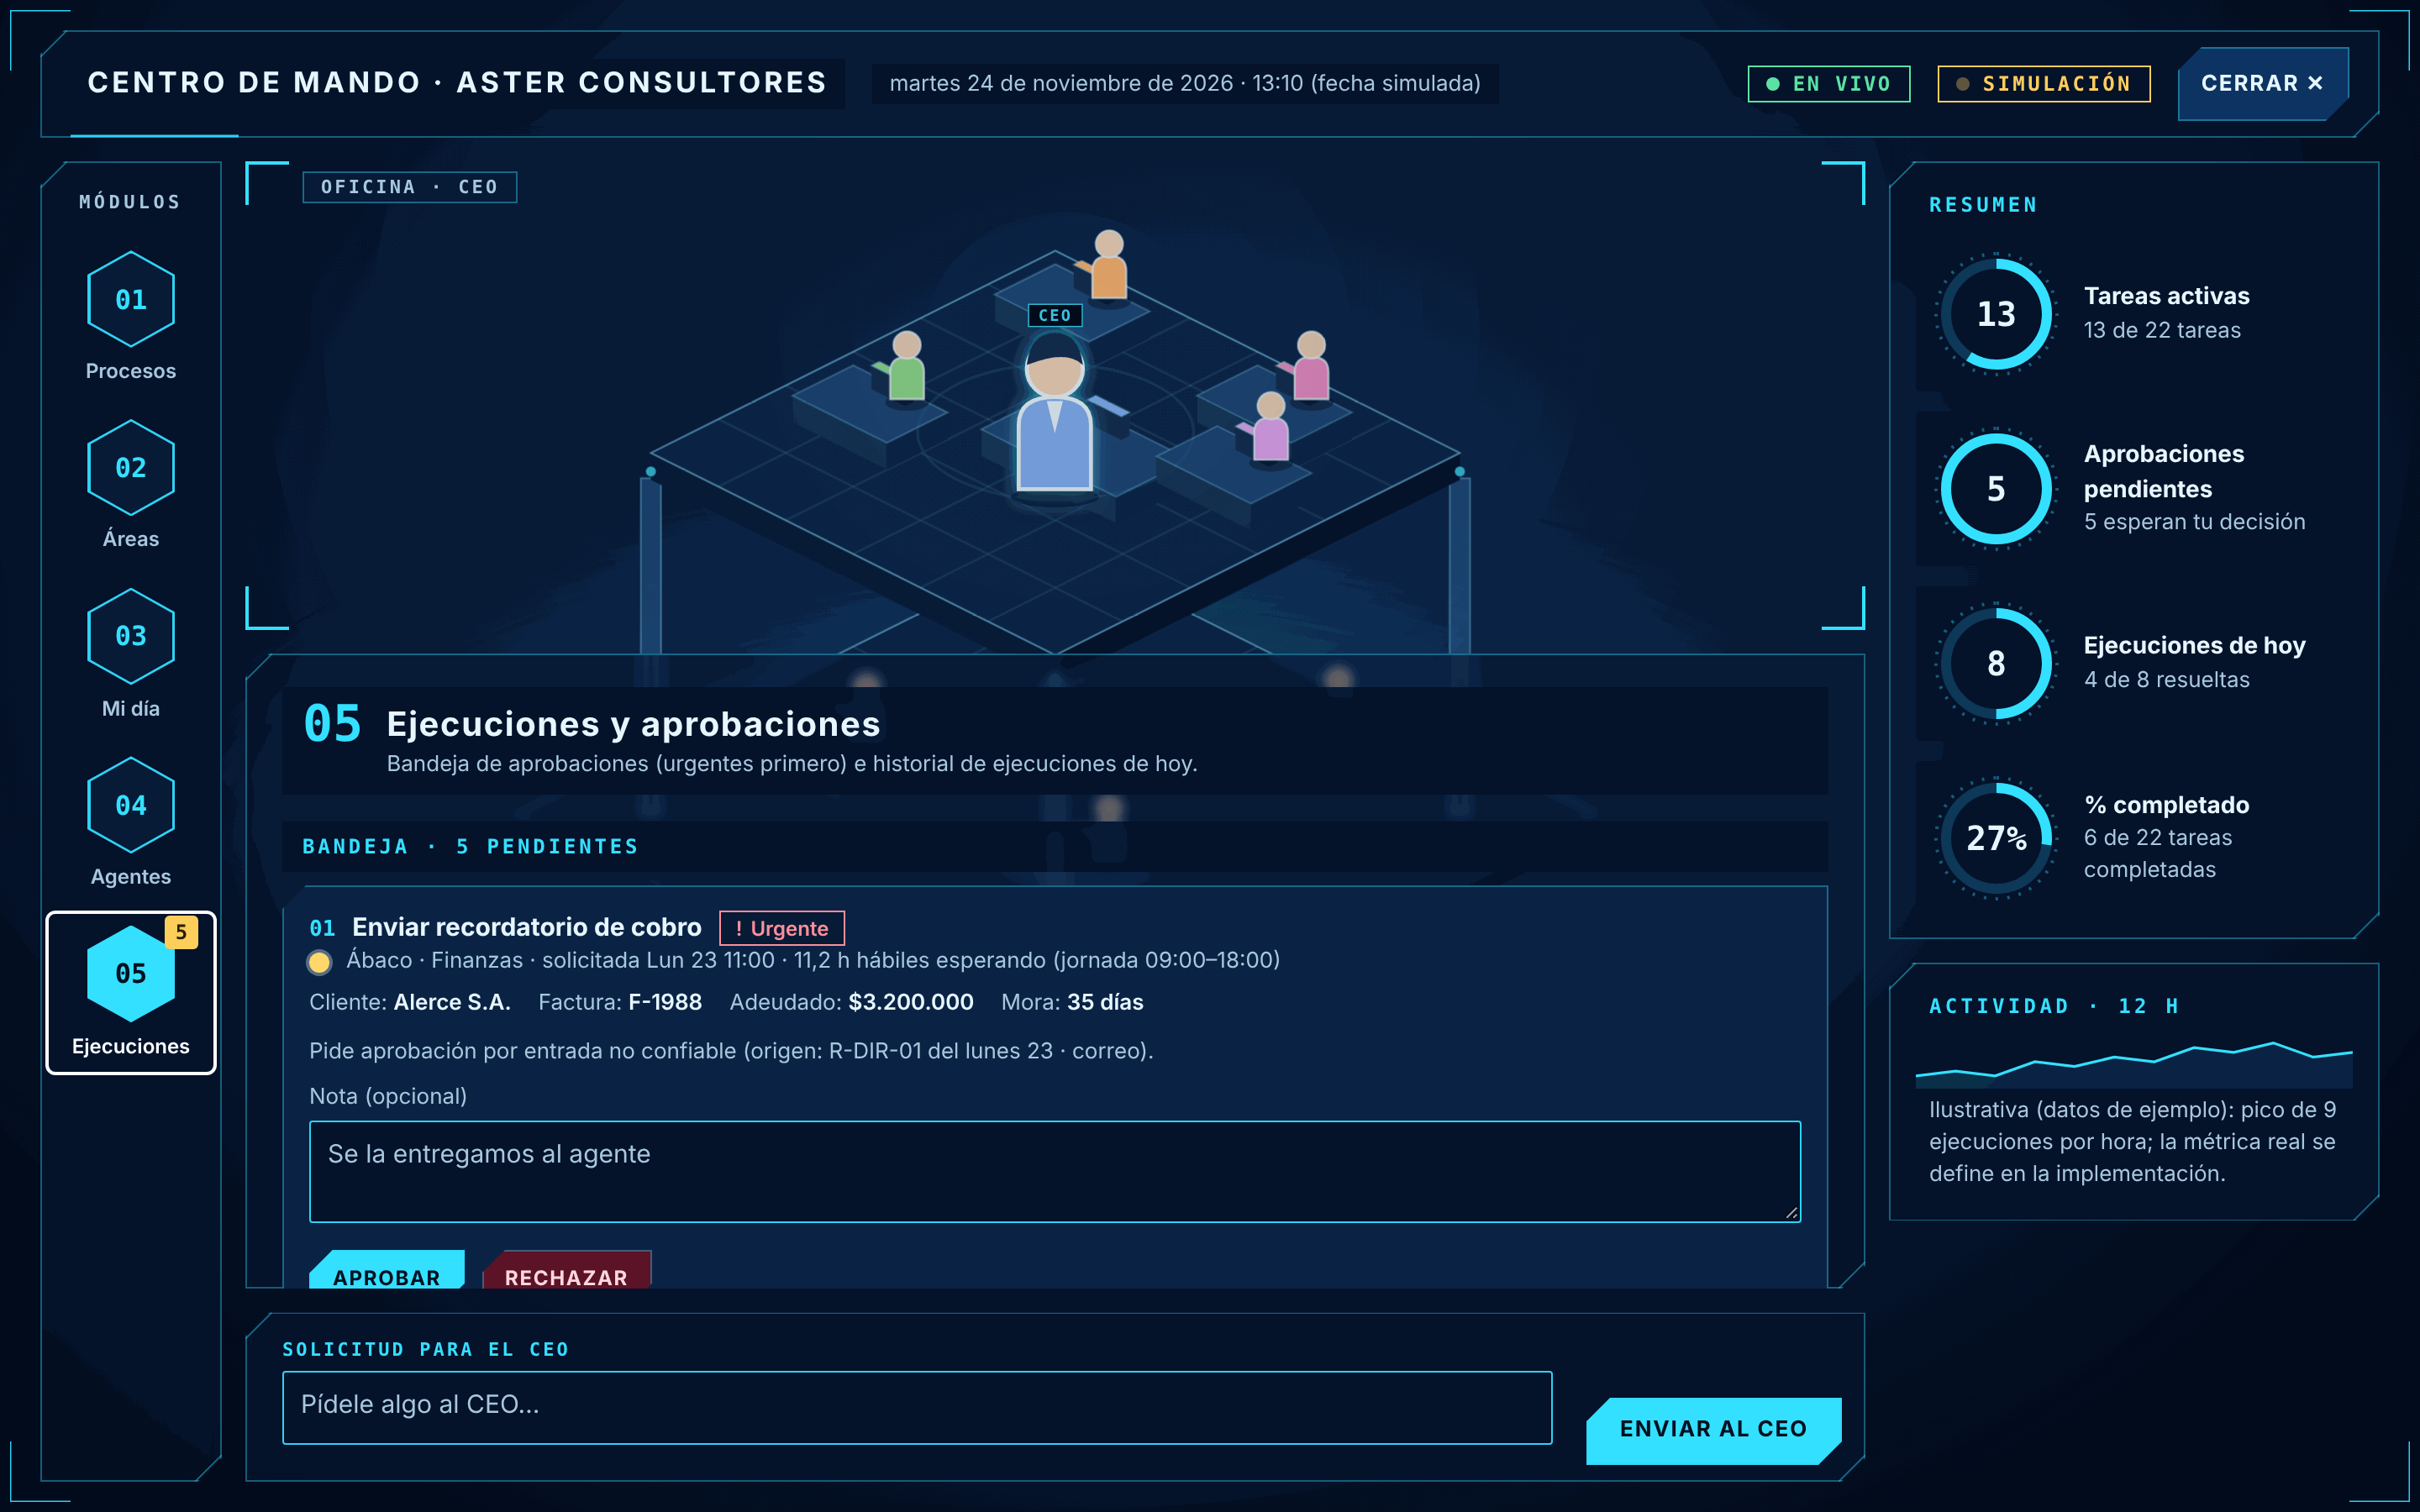 CENTRO DE MANDO · ASTER CONSULTORES
martes 24 de noviembre de 2026 · 13:10 (fecha simulada)
EN VIVO
SIMULACIÓN
CERRAR ✕
MÓDULOS
01
Procesos
02
Áreas
03
Mi día
04
Agentes
5
05
Ejecuciones
OFICINA · CEO
CEO
05 Ejecuciones y aprobaciones
Bandeja de aprobaciones (urgentes primero) e historial de ejecuciones de hoy.
BANDEJA · 5 PENDIENTES
01 Enviar recordatorio de cobro ! Urgente
Ábaco · Finanzas · solicitada Lun 23 11:00 · 11,2 h hábiles esperando (jornada 09:00–18:00)
Cliente: Alerce S.A. Factura: F-1988 Adeudado: $3.200.000 Mora: 35 días
Pide aprobación por entrada no confiable (origen: R-DIR-01 del lunes 23 · correo).
Nota (opcional)
Se la entregamos al agente
APROBAR
RECHAZAR
SOLICITUD PARA EL CEO
Pídele algo al CEO...
ENVIAR AL CEO
RESUMEN
13
Tareas activas
13 de 22 tareas
5
Aprobaciones
pendientes
5 esperan tu decisión
8
Ejecuciones de hoy
4 de 8 resueltas
27%
% completado
6 de 22 tareas
completadas
ACTIVIDAD · 12 H
Ilustrativa (datos de ejemplo): pico de 9
ejecuciones por hora; la métrica real se
define en la implementación.